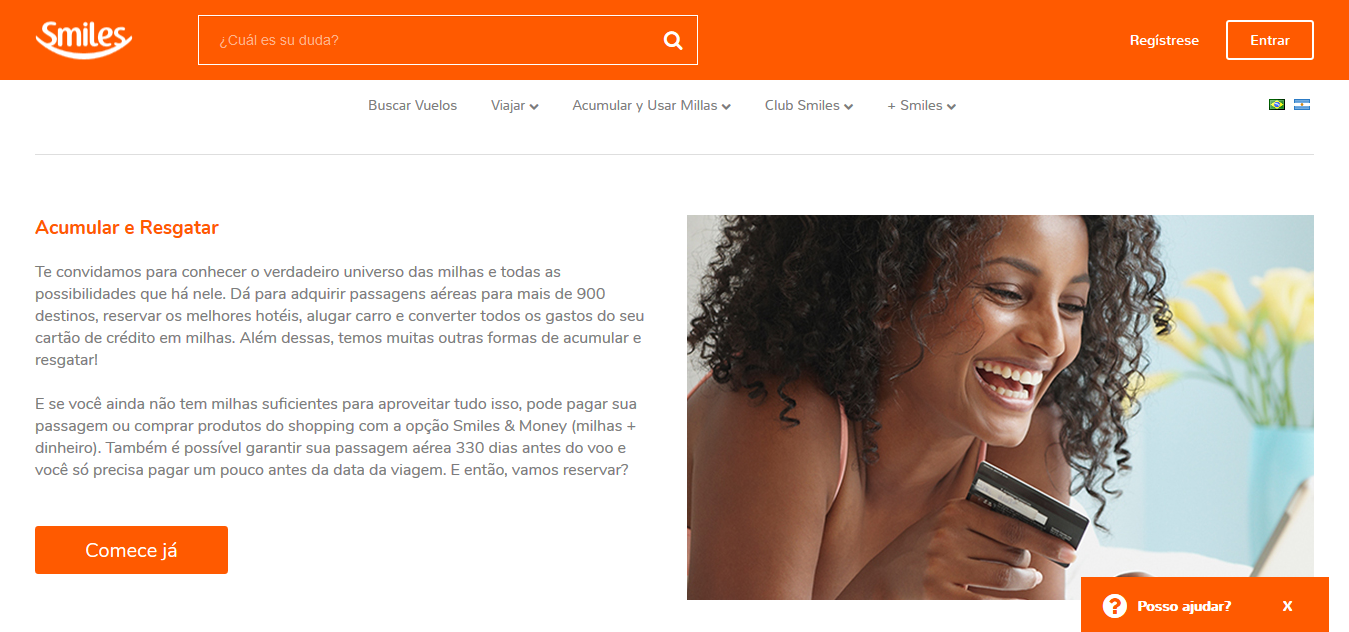 Smiles
¿Cuál es su duda?
Regístrese
Entrar
Buscar Vuelos
Viajar
Acumular y Usar Millas
Club Smiles
+ Smiles
Acumular e Resgatar
Te convidamos para conhecer o verdadeiro universo das milhas e todas as
possibilidades que há nele. Dá para adquirir passagens aéreas para mais de 900
destinos, reservar os melhores hotéis, alugar carro e converter todos os gastos do seu
cartão de crédito em milhas. Além dessas, temos muitas outras formas de acumular e
resgatar!
E se você ainda não tem milhas suficientes para aproveitar tudo isso, pode pagar sua
passagem ou comprar produtos do shopping com a opção Smiles & Money (milhas +
dinheiro). Também é possível garantir sua passagem aérea 330 dias antes do voo e
você só precisa pagar um pouco antes da data da viagem. E então, vamos reservar?
Comece já
? Posso ajudar? X